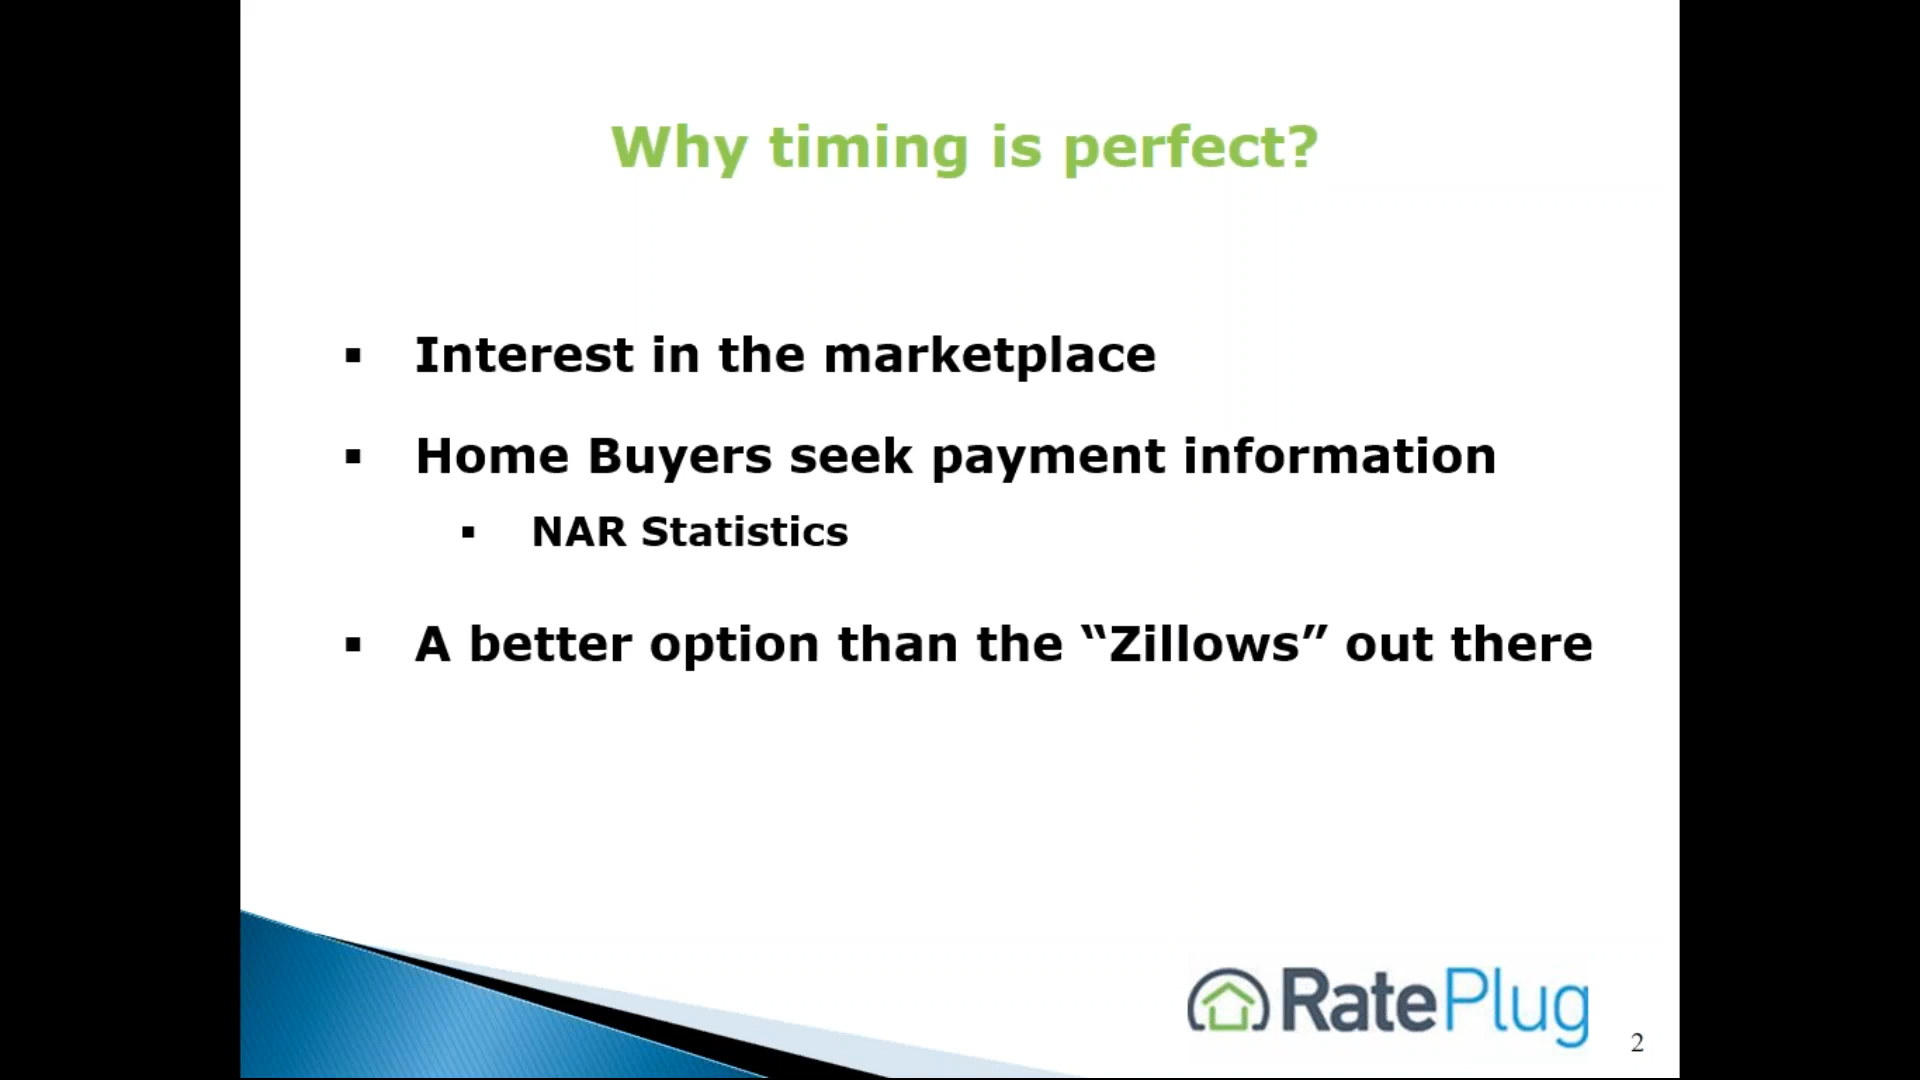 Why timing is perfect?
▪ Interest in the marketplace
▪ Home Buyers seek payment information
▪ NAR Statistics
▪ A better option than the “Zillows” out there
RatePlug
2